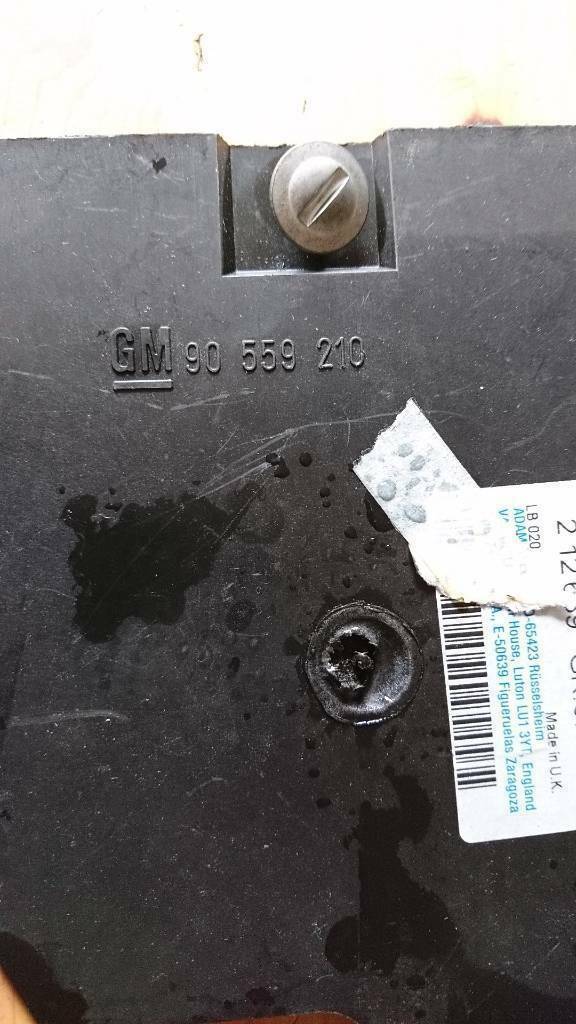 GM 90 559 210
LB 020
ADAM
65423 Rüsselsheim
House, Luton LU1 3YT, England
E-50639 Figueruelas Zaragoza
Made in U.K.